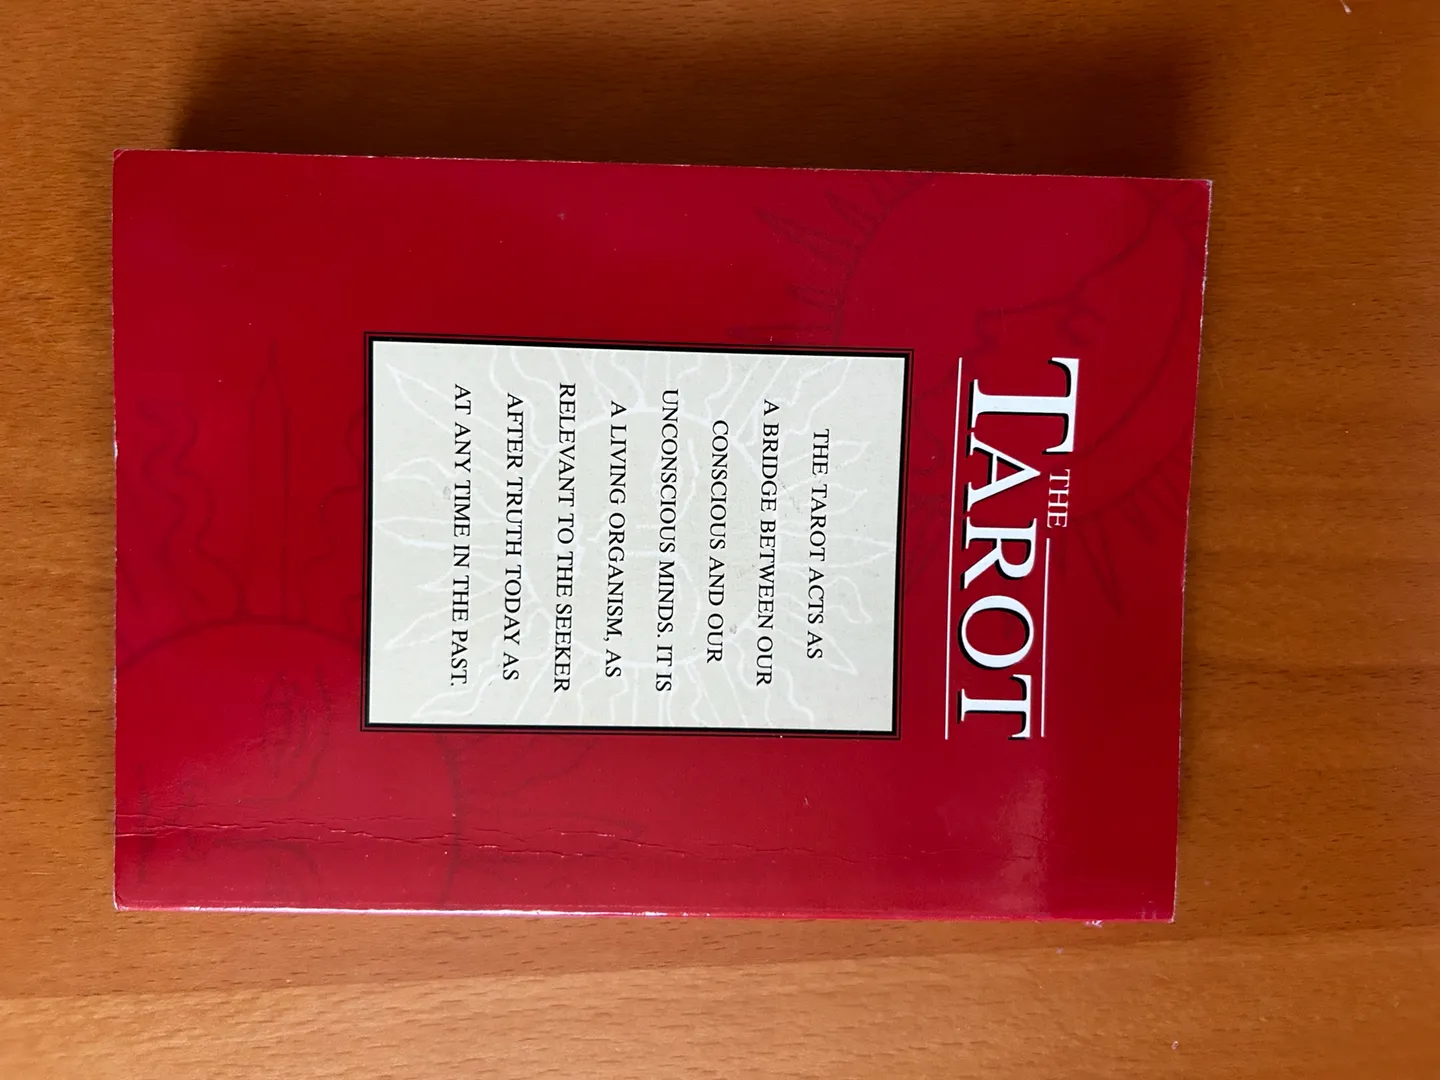 THE
TAROT
THE TAROT ACTS AS
A BRIDGE BETWEEN OUR
CONSCIOUS AND OUR
UNCONSCIOUS MINDS. IT IS
A LIVING ORGANISM, AS
RELEVANT TO THE SEEKER
AFTER TRUTH TODAY AS
AT ANY TIME IN THE PAST.